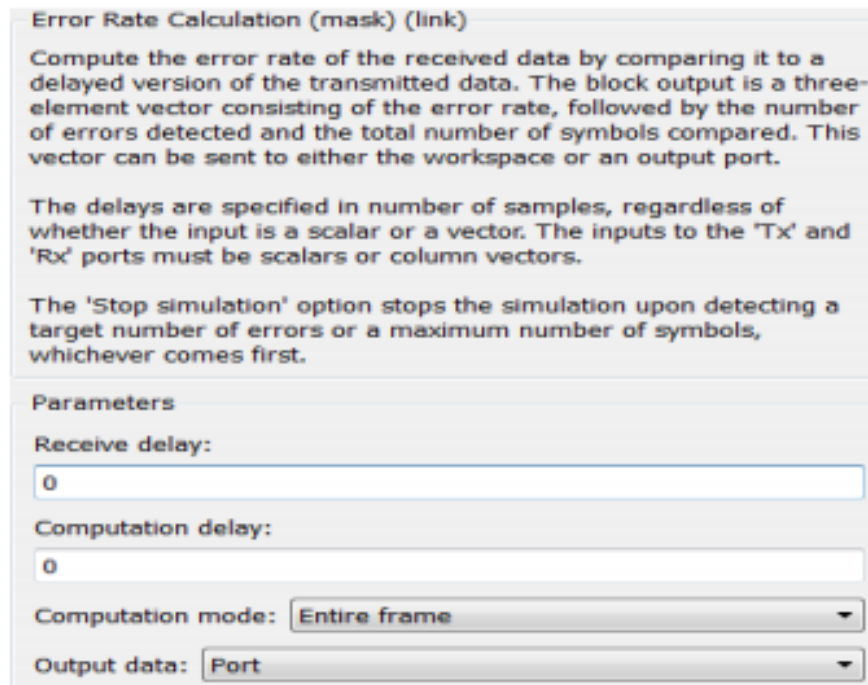 Error Rate Calculation (mask) (link)
Compute the error rate of the received data by comparing it to a
delayed version of the transmitted data. The block output is a three-
element vector consisting of the error rate, followed by the number
of errors detected and the total number of symbols compared. This
vector can be sent to either the workspace or an output port.
The delays are specified in number of samples, regardless of
whether the input is a scalar or a vector. The inputs to the 'Tx' and
'Rx' ports must be scalars or column vectors.
The 'Stop simulation' option stops the simulation upon detecting a
target number of errors or a maximum number of symbols,
whichever comes first.
Parameters
Receive delay:
0
Computation delay:
0
Computation mode: Entire frame
Output data: Port